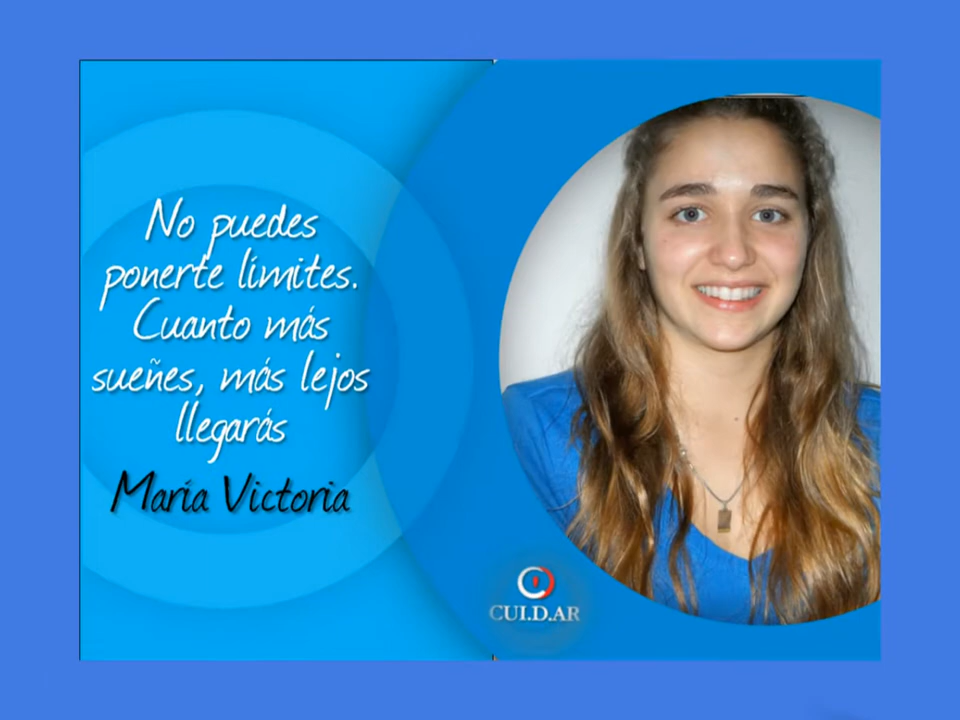 No puedes
ponerte límites.
Cuanto más
sueñes, más lejos
llegarás
María Victoria
CUI.D.AR